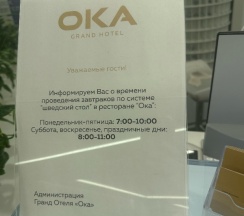 ОКА
GRAND HOTEL
Уважаемые гости!
Информируем Вас о времени
проведения завтраков по системе
"шведский стол" в ресторане "Ока":
Понедельник-пятница: 7:00-10:00
Суббота, воскресенье, праздничные дни:
8:00-11:00
Администрация
Гранд Отеля «Ока»